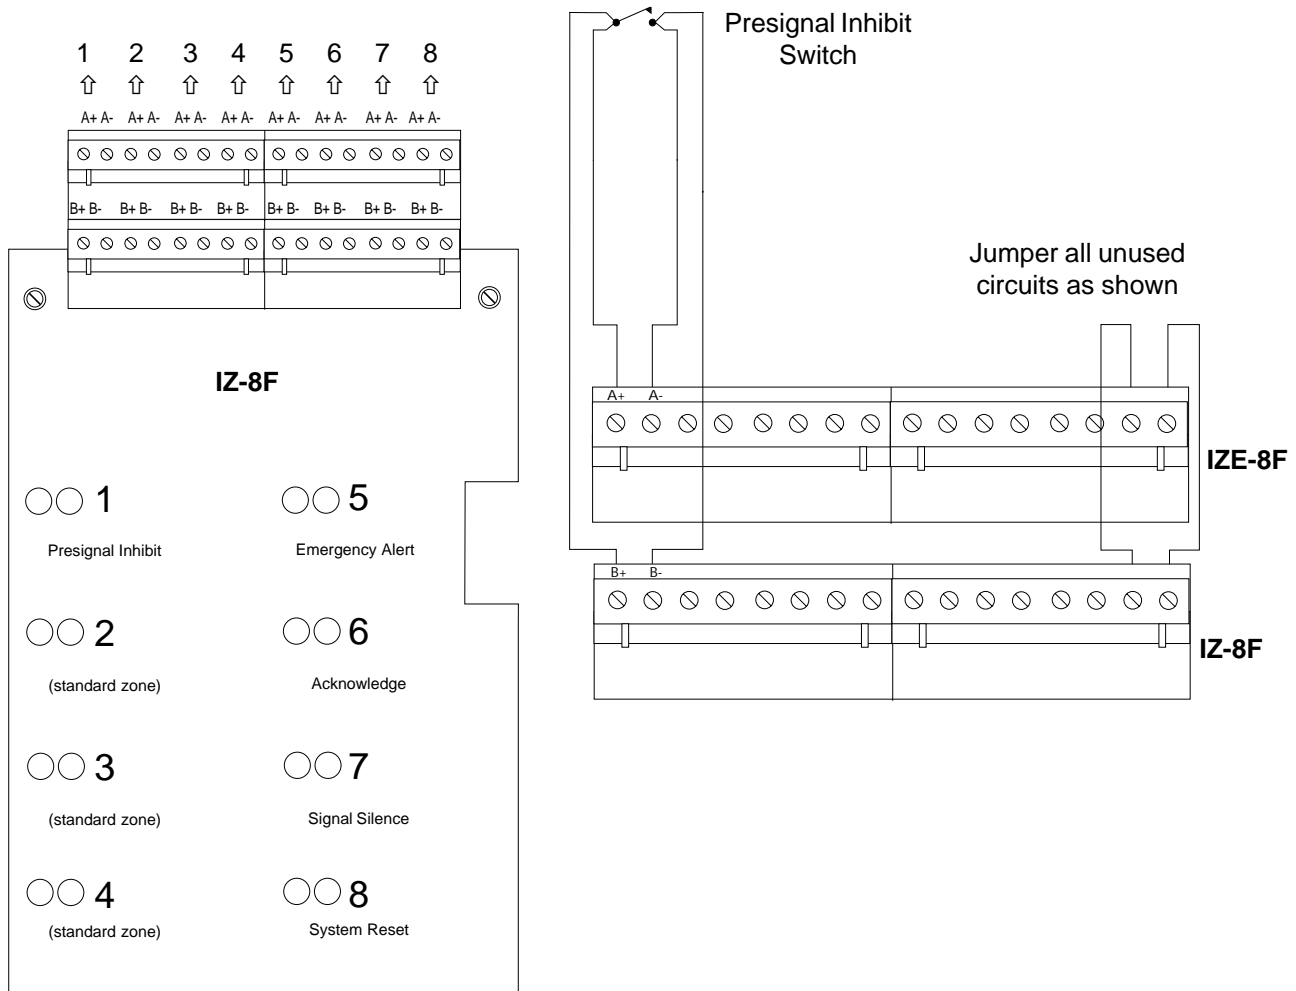 1 2 3 4 5 6 7 8
A+ A- A+ A- A+ A- A+ A- A+ A- A+ A- A+ A- A+ A-
B+ B- B+ B- B+ B- B+ B- B+ B- B+ B- B+ B- B+ B-
IZ-8F
1
Presignal Inhibit
5
Emergency Alert
2
(standard zone)
6
Acknowledge
3
(standard zone)
7
Signal Silence
4
(standard zone)
8
System Reset
Presignal Inhibit
Switch
Jumper all unused
circuits as shown
A+ A-
IZE-8F
B+ B-
IZ-8F